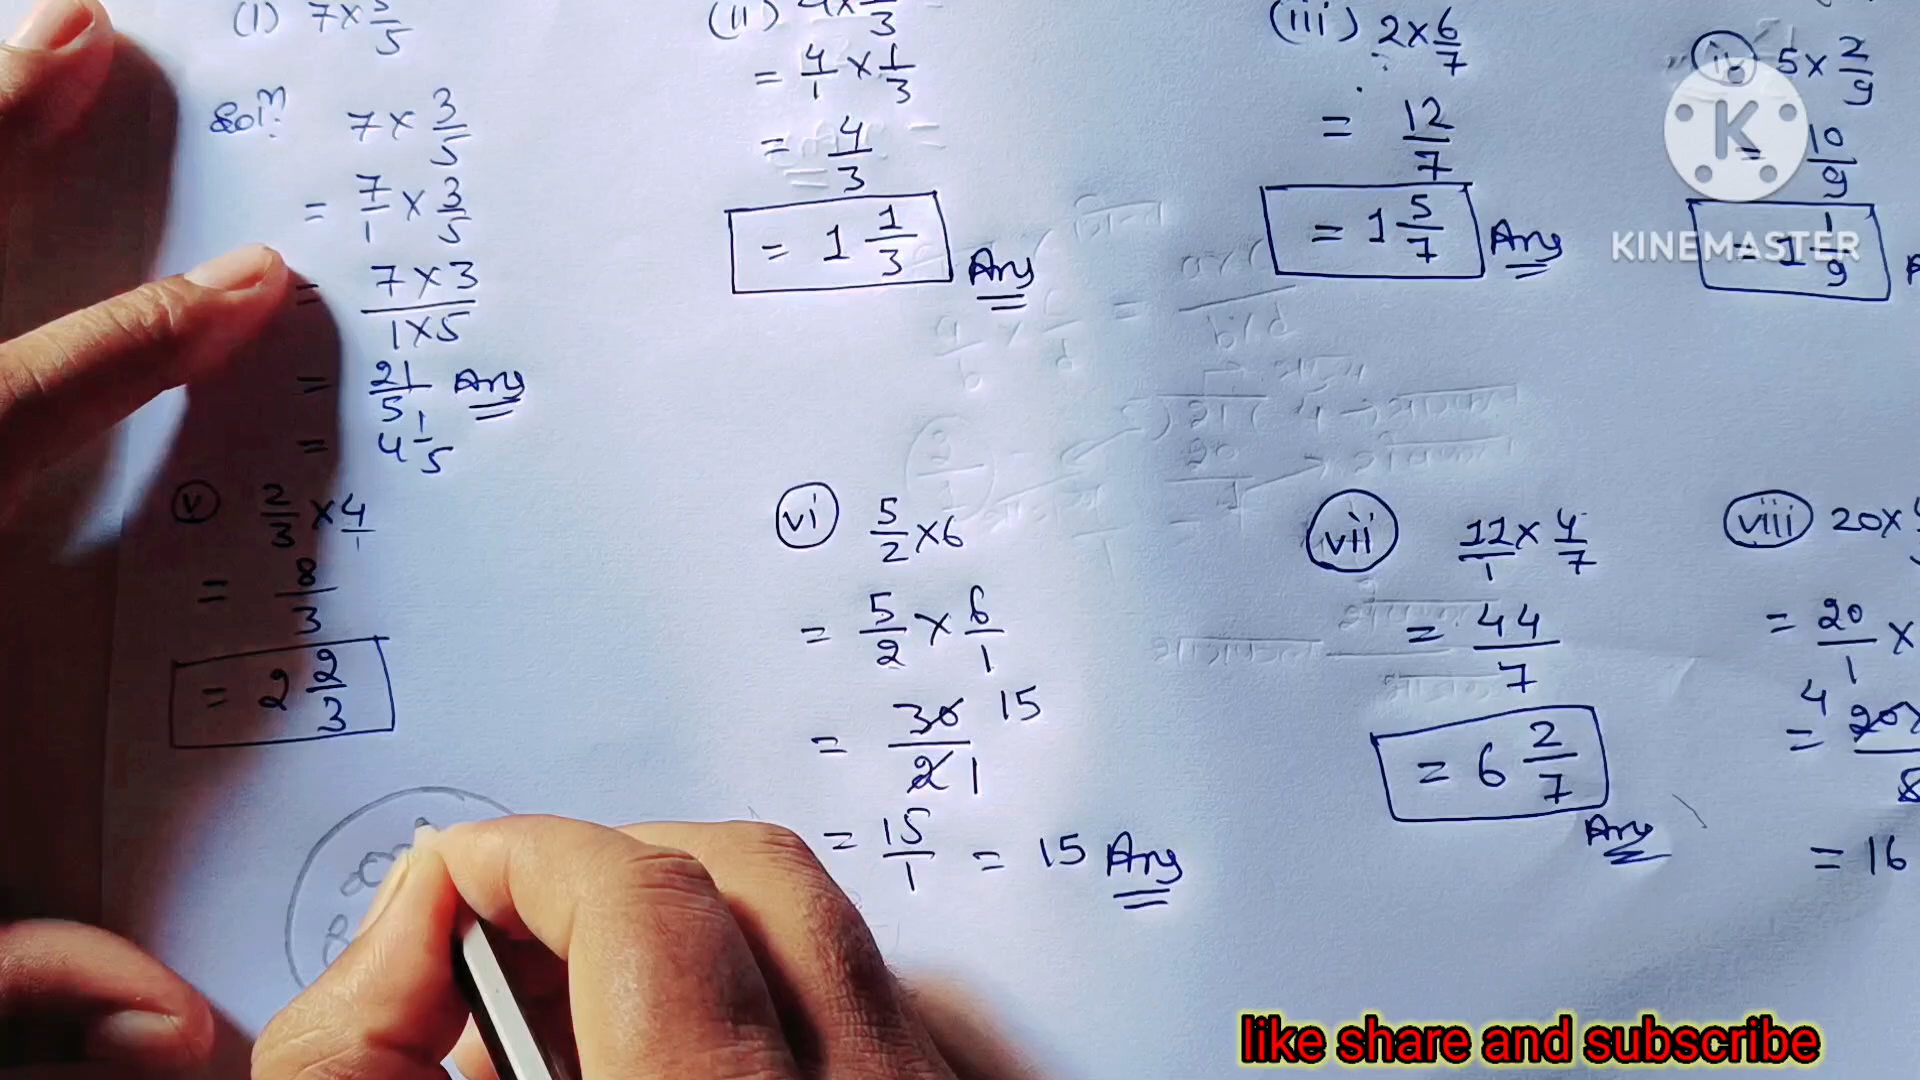 (i) 7×3/5
Solⁿ: 7 × 3/5
= 7/1 × 3/5
= 7×3/1×5
= 21/5 Ans
= 4 1/5
(ii) 4×1/3
= 4/1 × 1/3
= 4/3
= 1 1/3 Ans
(iii) 2×6/7
= 12/7
= 1 5/7 Ans
iv 5 × 2/9
= 10/9
= 1 1/9
K
KINEMASTER
v 2/3 × 4/1
= 8/3
= 2 2/3
vi 5/2 × 6
= 5/2 × 6/1
= 30/2 15/1
= 15/1 = 15 Ans
vii 11/1 × 4/7
= 44/7
= 6 2/7
Ans
viii 20×
= 20/1 ×
= 4
= 16
like share and subscribe